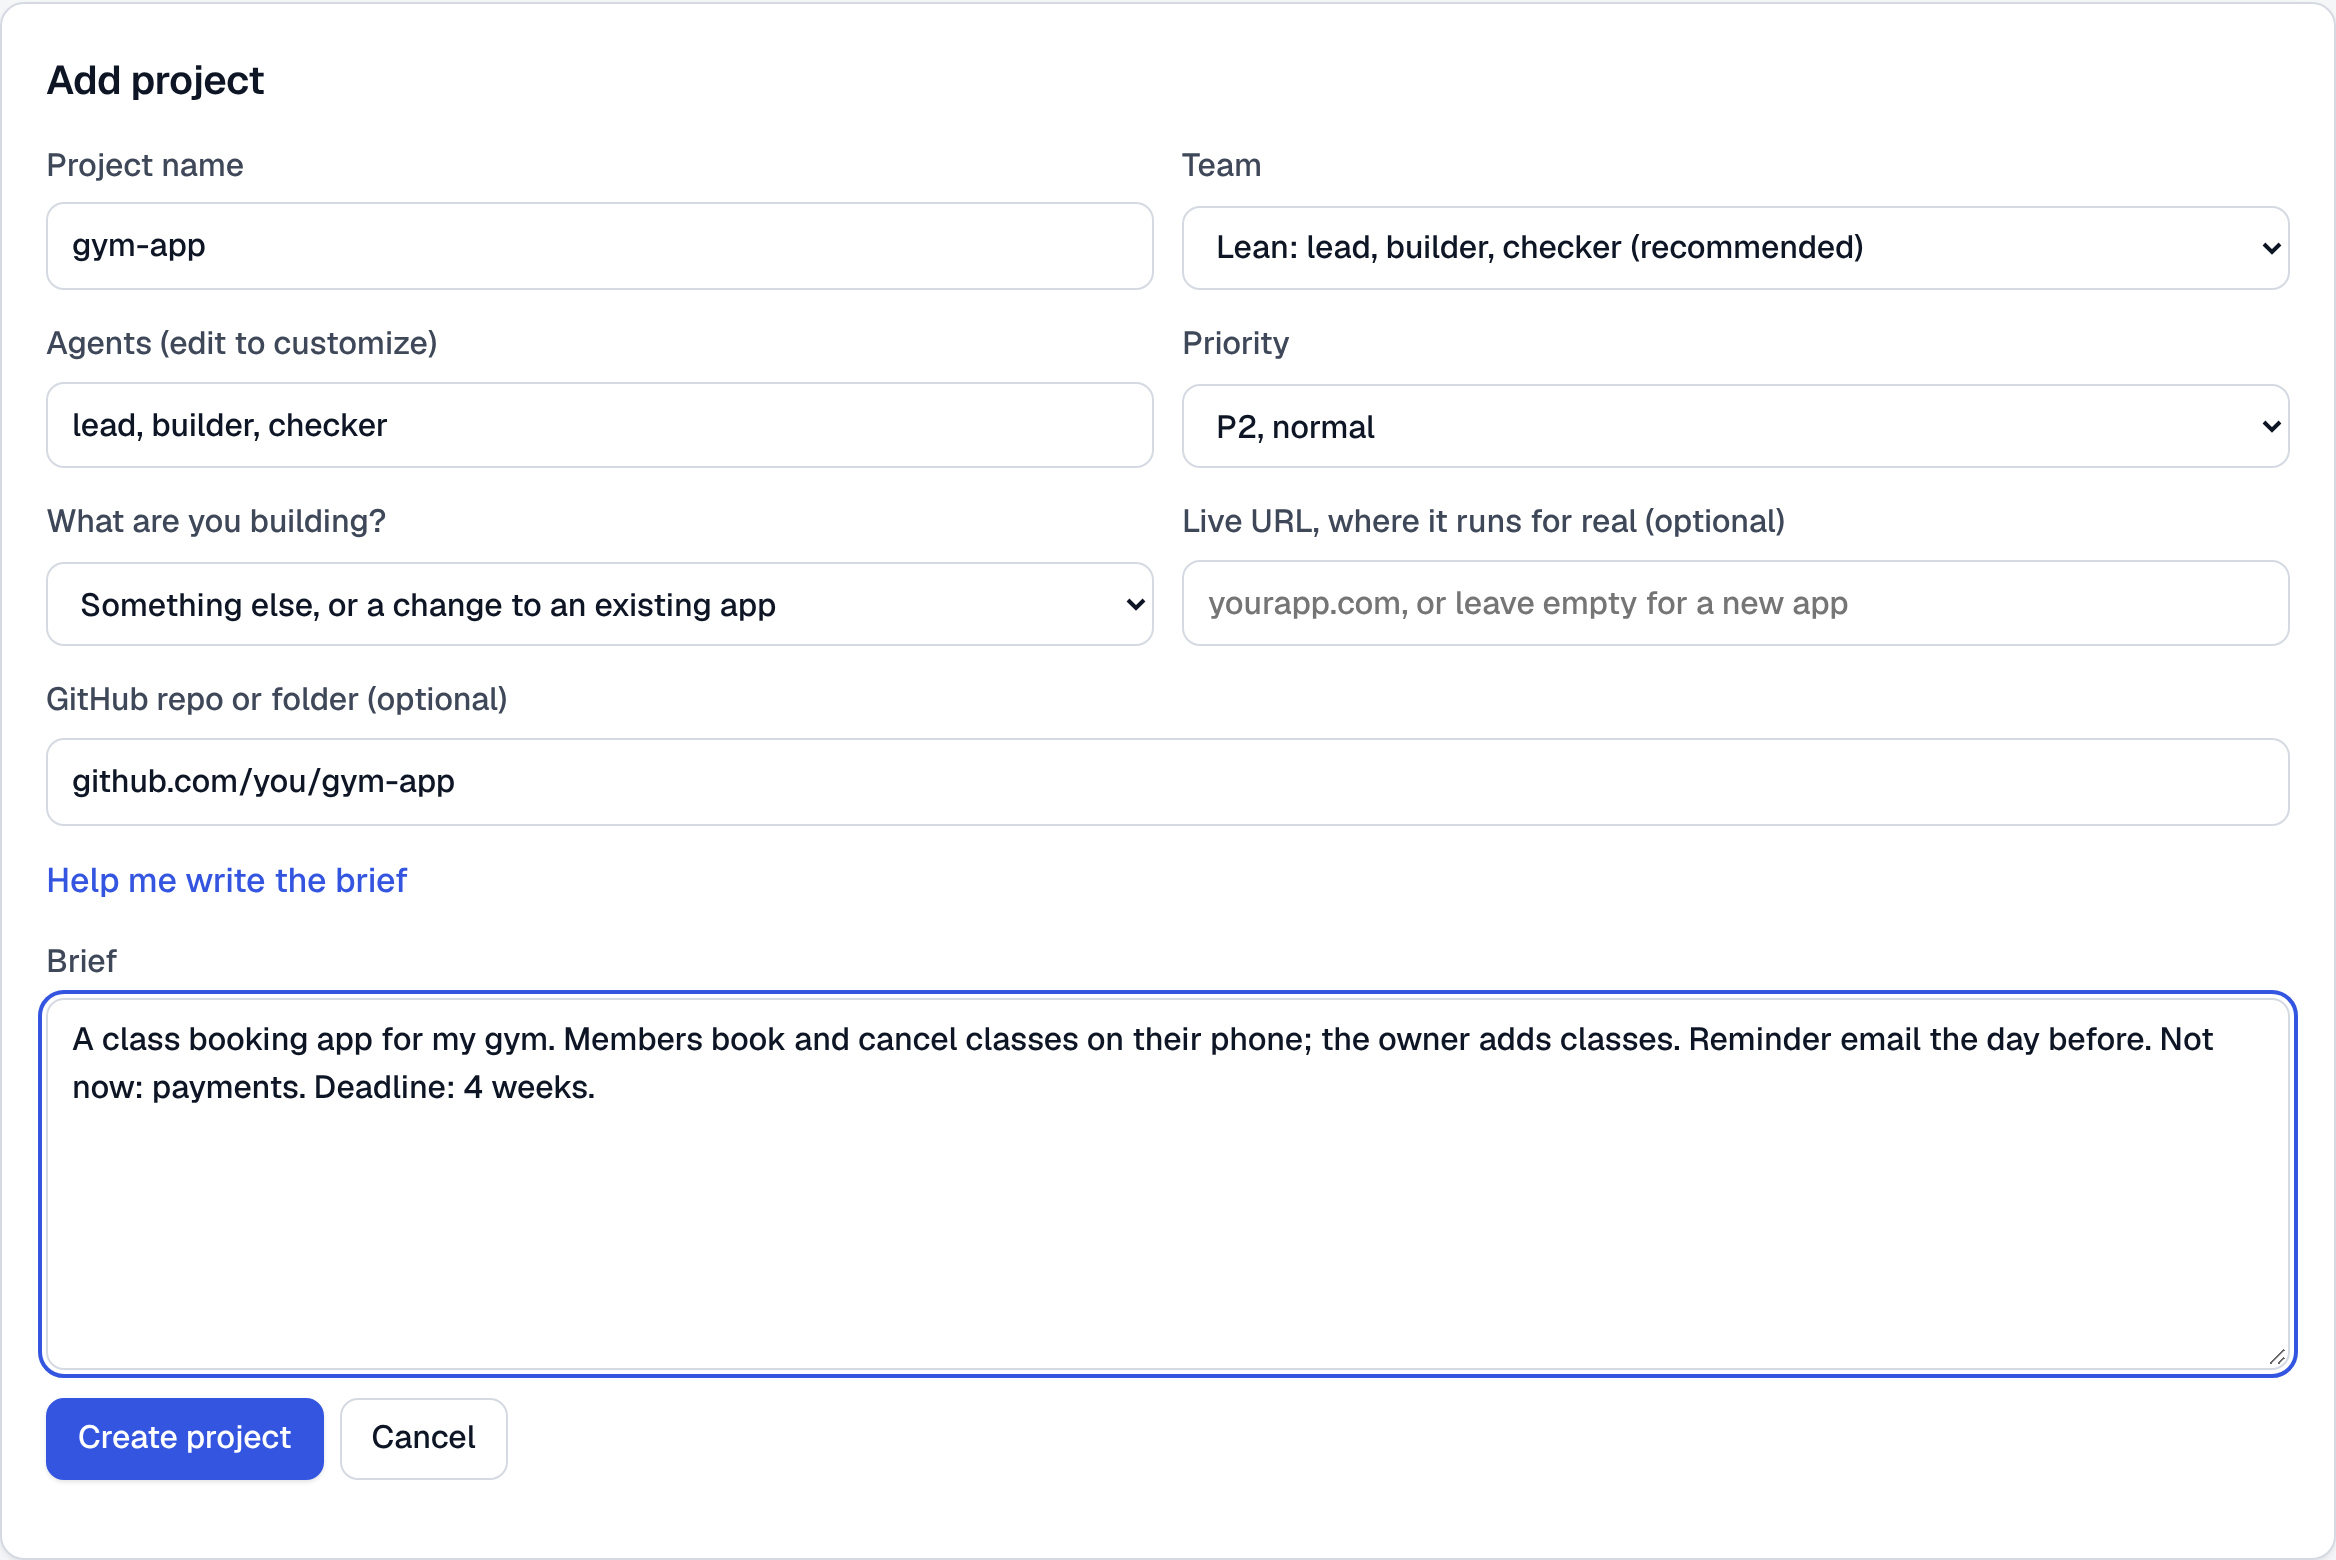 Add project
Project name
Team
gym-app
Lean: lead, builder, checker (recommended)
Agents (edit to customize)
Priority
lead, builder, checker
P2, normal
What are you building?
Live URL, where it runs for real (optional)
Something else, or a change to an existing app
yourapp.com, or leave empty for a new app
GitHub repo or folder (optional)
github.com/you/gym-app
Help me write the brief
Brief
A class booking app for my gym. Members book and cancel classes on their phone; the owner adds classes. Reminder email the day before. Not
now: payments. Deadline: 4 weeks.
Create project
Cancel